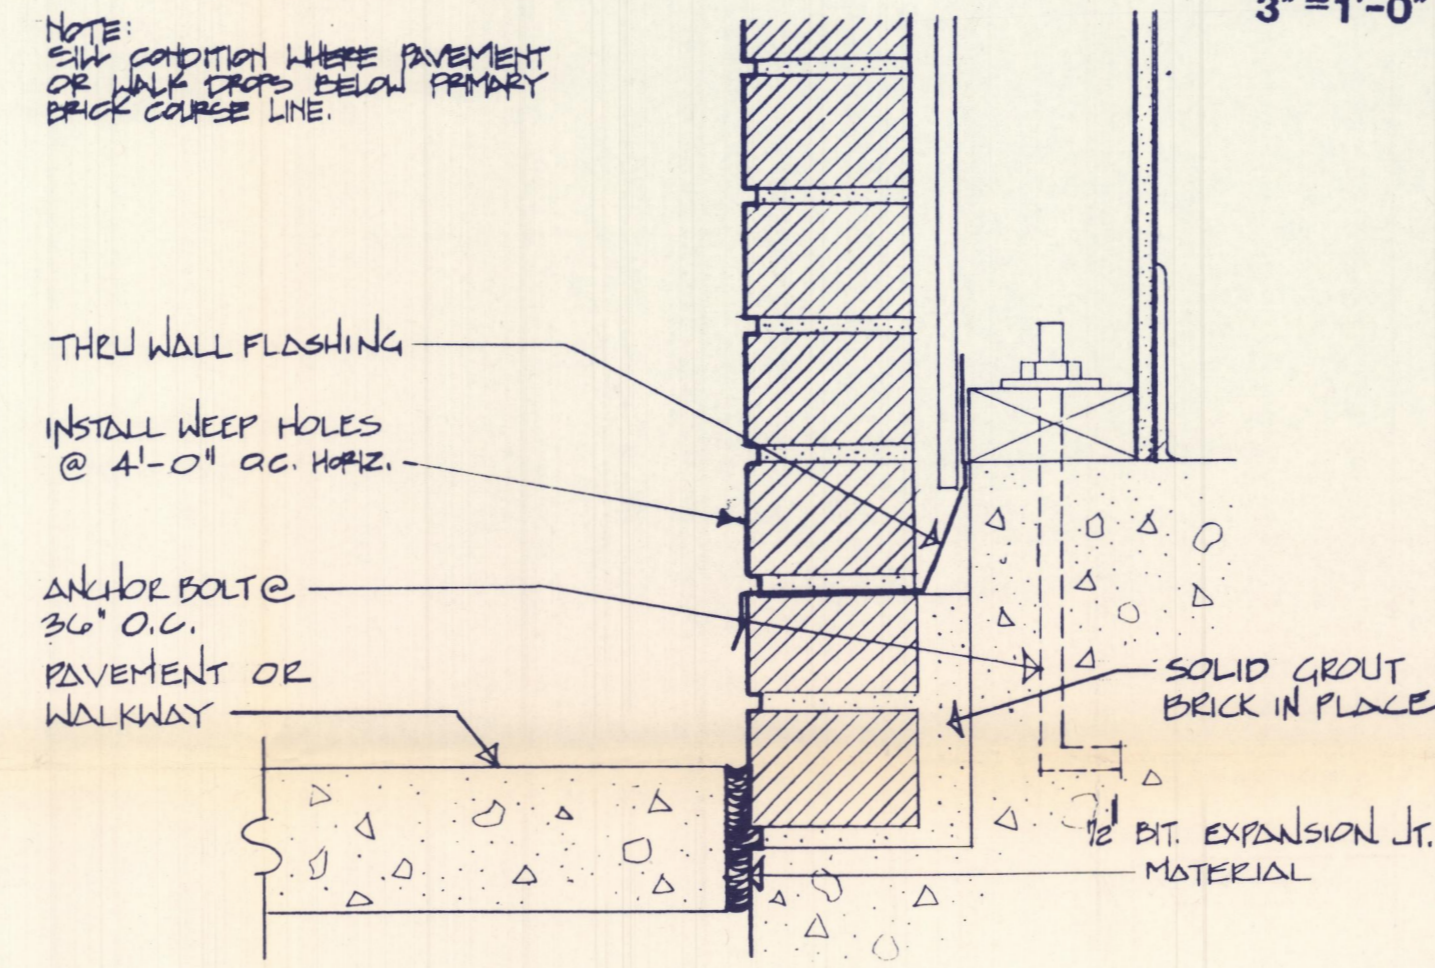 3" = 1'-0"
NOTE:
SILL CONDITION WHERE PAVEMENT
OR WALK DROPS BELOW PRIMARY
BRICK COURSE LINE.
THRU WALL FLASHING
INSTALL WEEP HOLES
@ 4'-0" O.C. HORIZ.
ANCHOR BOLT @
36" O.C.
PAVEMENT OR
WALKWAY
SOLID GROUT
BRICK IN PLACE
1/2" BIT. EXPANSION JT.
MATERIAL